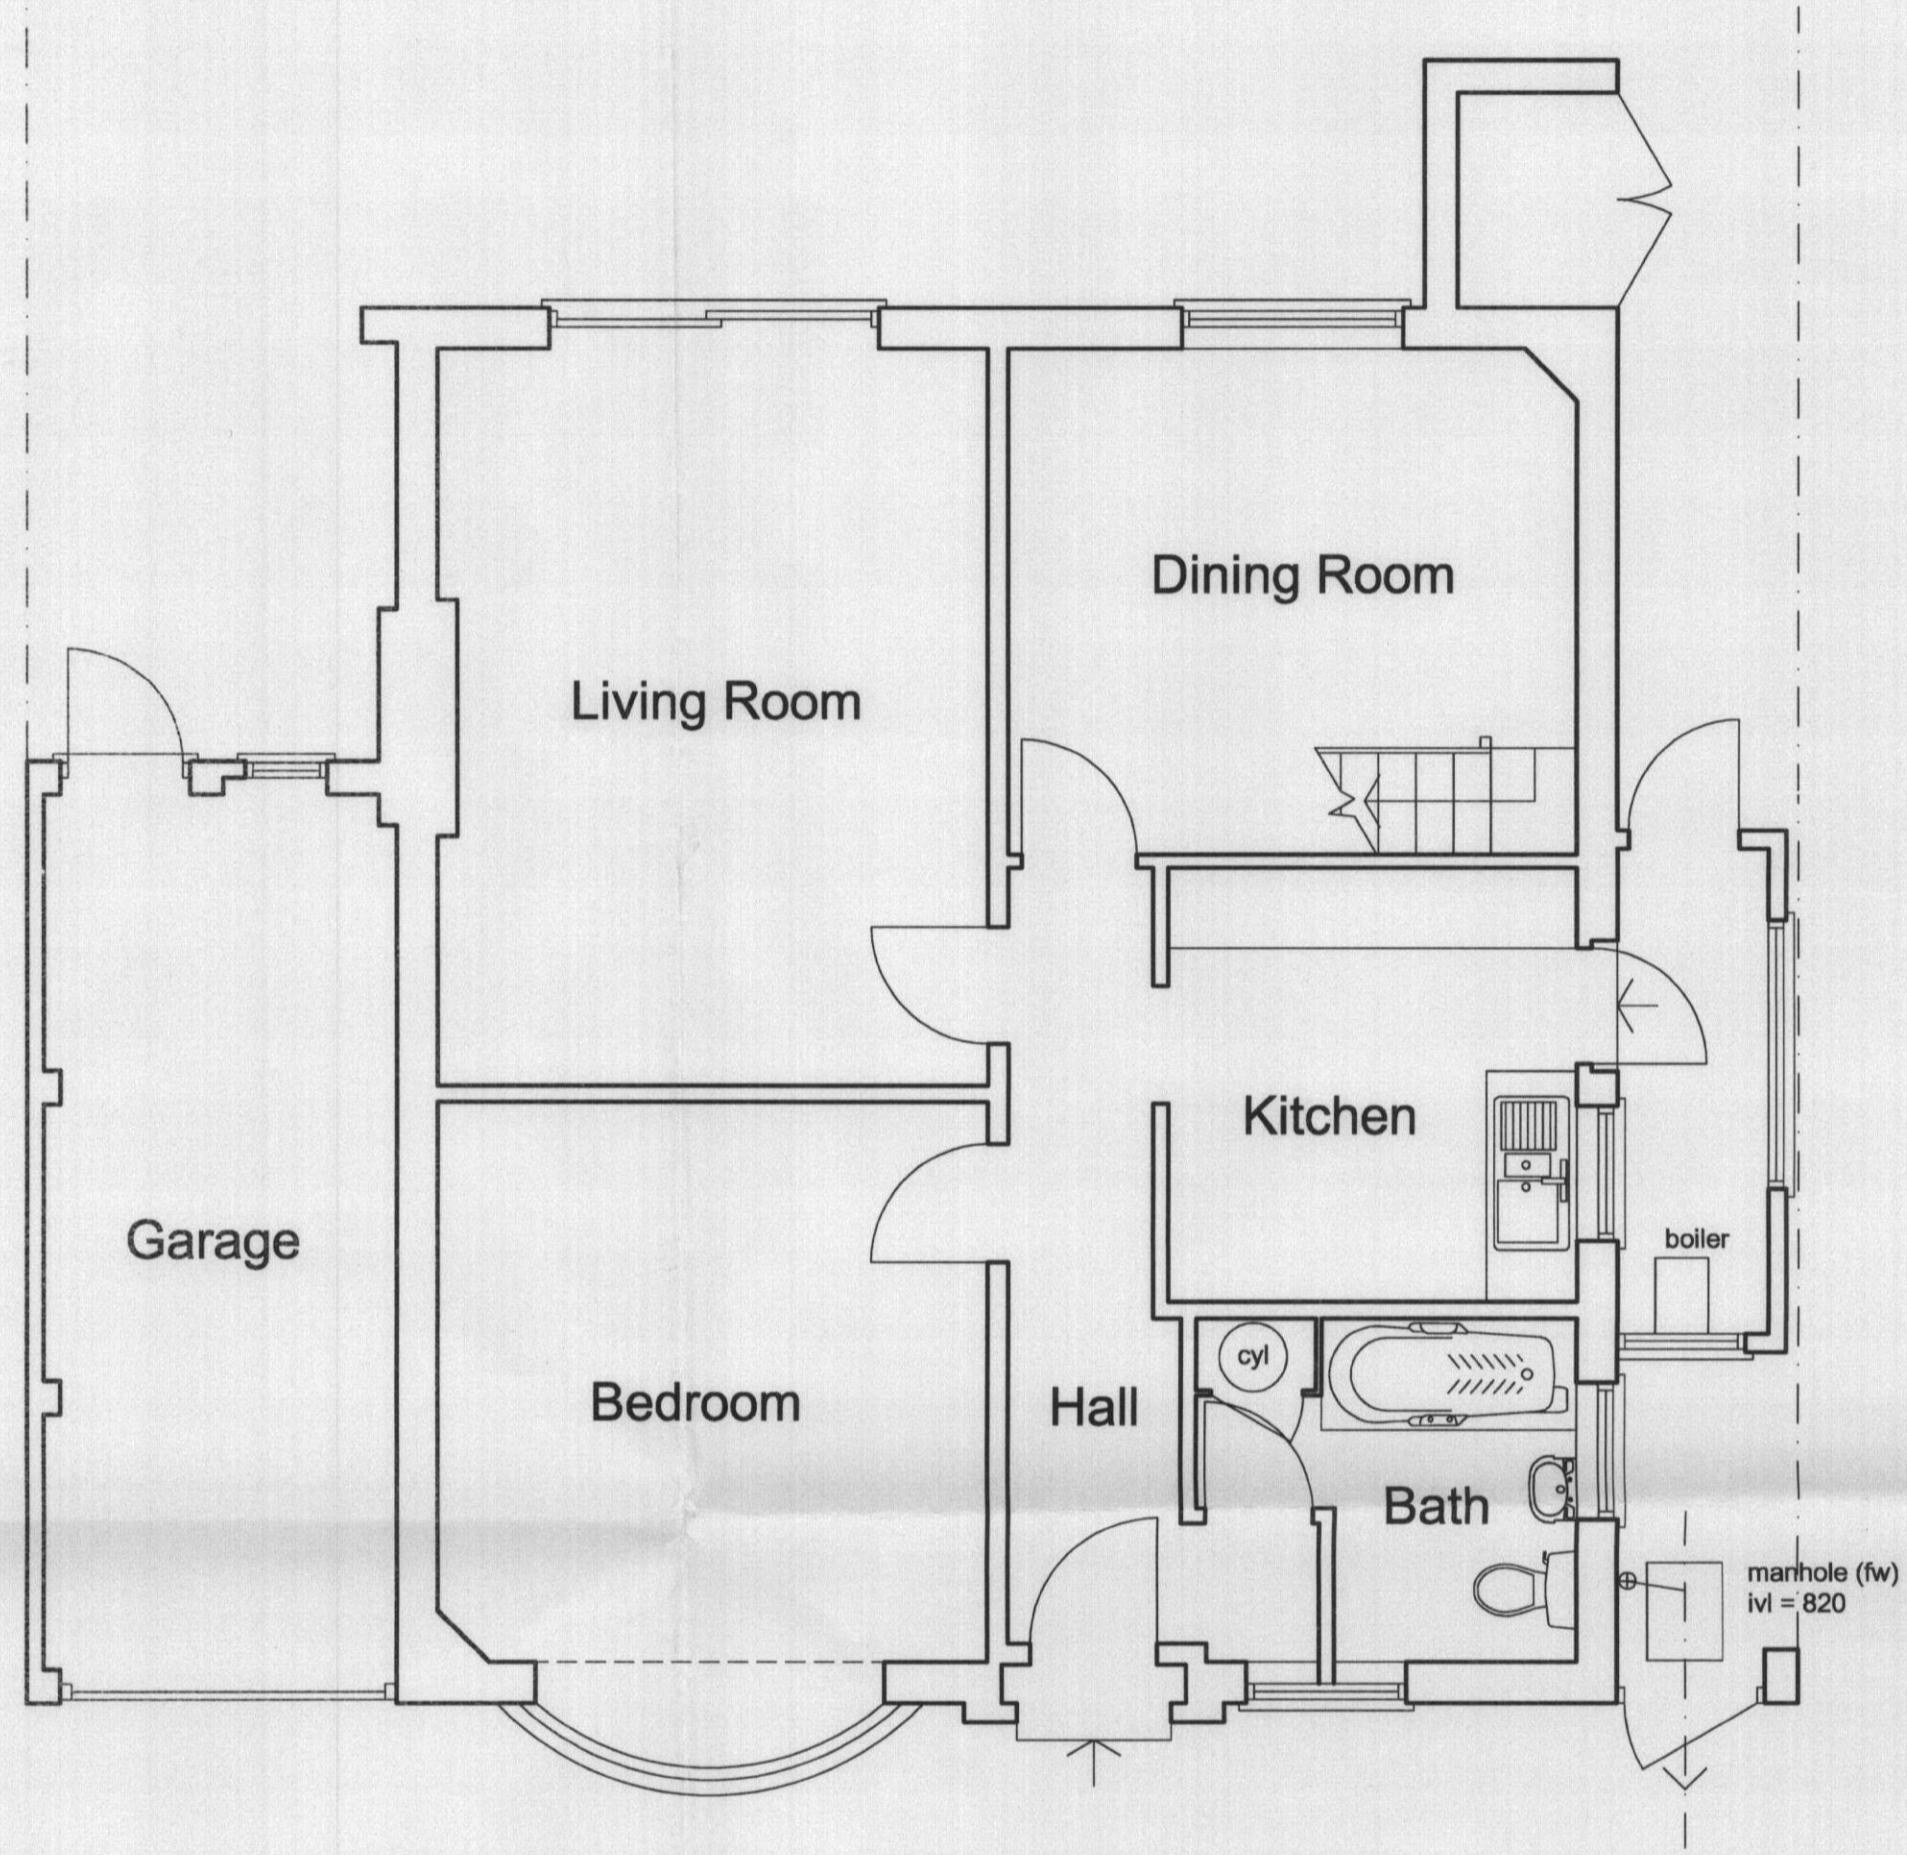 Dining Room
Living Room
Kitchen
Garage
boiler
cyl
Bedroom
Hall
Bath
manhole (fw)
ivl = 820